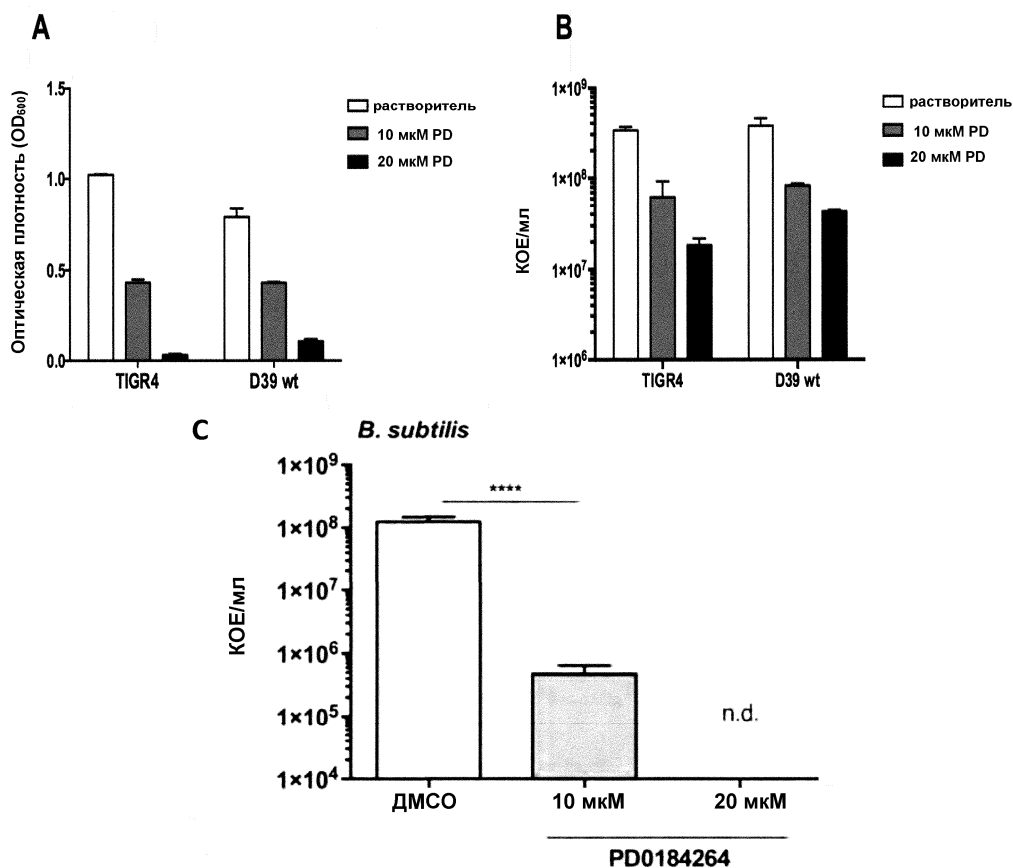 A
Оптическая плотность (OD600)
1.5
1.0
0.5
0.0
TIGR4
D39 wt
растворитель
10 мкМ PD
20 мкМ PD
B
КОЕ/мл
1×10⁹
1×10⁸
1×10⁷
1×10⁶
TIGR4
D39 wt
растворитель
10 мкМ PD
20 мкМ PD
C
B. subtilis
КОЕ/мл
1×10⁹
1×10⁸
1×10⁷
1×10⁶
1×10⁵
1×10⁴
****
n.d.
ДМСО
10 мкМ
20 мкМ
PD0184264